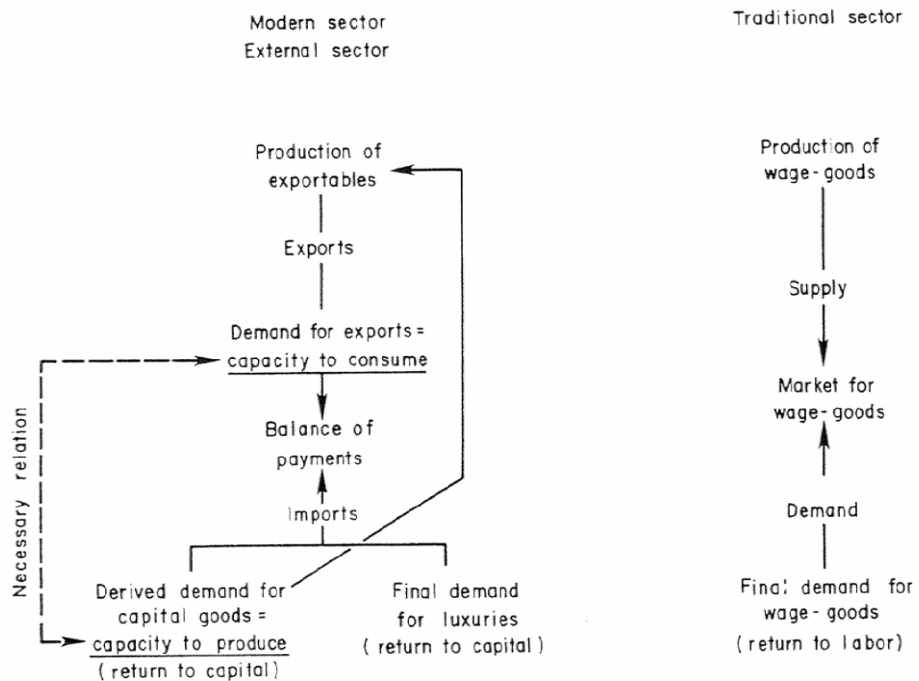 Modern sector
External sector
Traditional sector
Production of
exportables
Exports
Demand for exports =
capacity to consume
Balance of
payments
Imports
Derived demand for
capital goods =
capacity to produce
( return to capital )
Final demand
for luxuries
( return to capital )
Necessary relation
Production of
wage-goods
Supply
Market for
wage-goods
Demand
Final demand for
wage-goods
(return to labor)